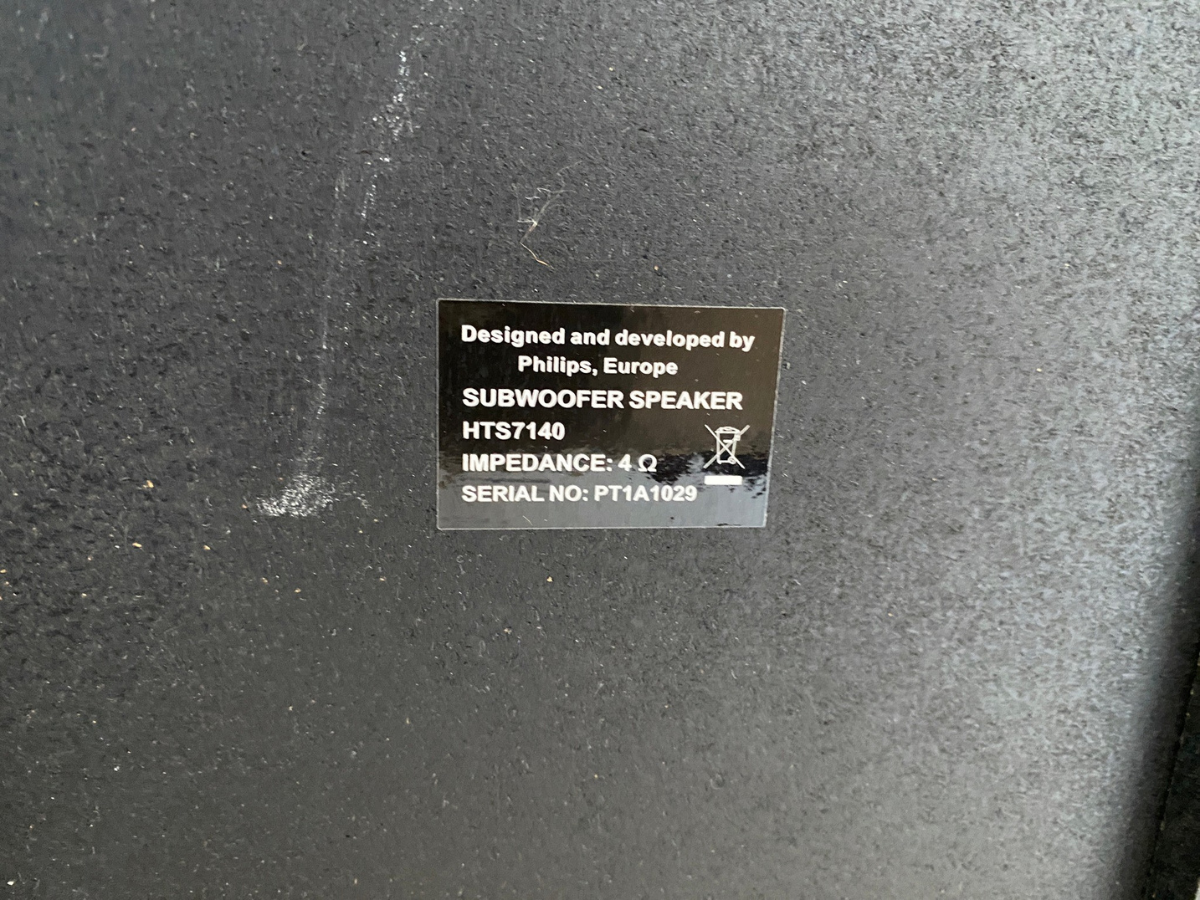 Designed and developed by
Philips, Europe
SUBWOOFER SPEAKER
HTS7140
IMPEDANCE: 4 Ω
SERIAL NO: PT1A1029